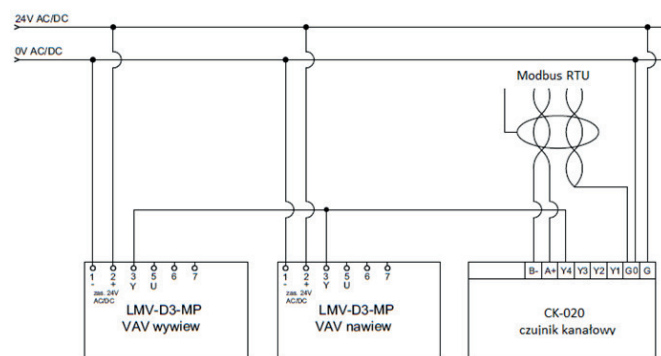 24V AC/DC
0V AC/DC
Modbus RTU
1 2 3 5 6 7
- + Y U
zas. 24V
AC/DC
LMV-D3-MP
VAV wywiew
1 2 3 5 6 7
- + Y U
zas. 24V
AC/DC
LMV-D3-MP
VAV nawiew
B- A+ Y4 Y3 Y2 Y1 G0 G
CK-020
czujnik kanałowy